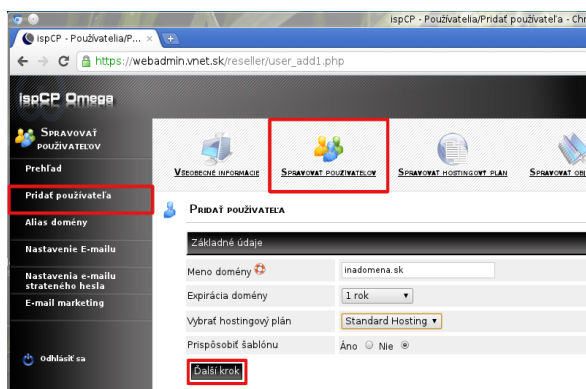 ispCP - Používatelia/Pridať používateľa - Chr
ispCP - Používatelia/P...
https://webadmin.vnet.sk/reseller/user_add1.php
ispCP Omega
Spravovať
používateľov
Všeobecné informácie
Spravovať používateľov
Spravovať hostingový plán
Prehľad
Pridať používateľa
Pridať používateľa
Alias domény
Základné údaje
Nastavenie E-mailu
Meno domény
inadomena.sk
Nastavenia e-mailu
strateného hesla
Expirácia domény
1 rok
E-mail marketing
Vybrať hostingový plán
Standard Hosting
Prispôsobiť šablónu
Áno
Nie
Odhlásiť sa
Ďalší krok